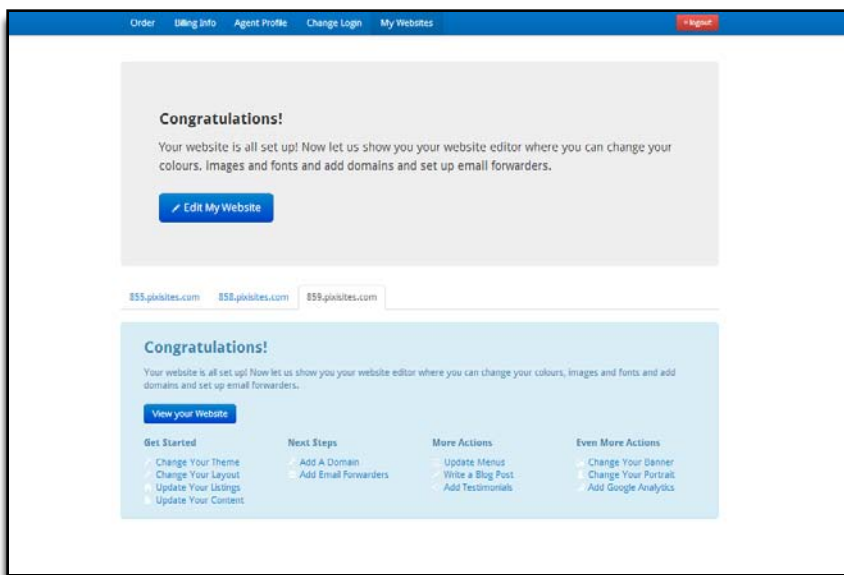 Order Billing Info Agent Profile Change Login My Websites logout
Congratulations!
Your website is all set up! Now let us show you your website editor where you can change your
colours, images and fonts and add domains and set up email forwarders.
Edit My Website
855.pixisites.com 858.pixisites.com 859.pixisites.com
Congratulations!
Your website is all set up! Now let us show you your website editor where you can change your colours, images and fonts and add
domains and set up email forwarders.
View your Website
Get Started Next Steps More Actions Even More Actions
Change Your Theme Add A Domain Update Menus Change Your Banner
Change Your Layout Add Email Forwarders Write a Blog Post Change Your Portrait
Update Your Listings Add Testimonials Add Google Analytics
Update Your Content